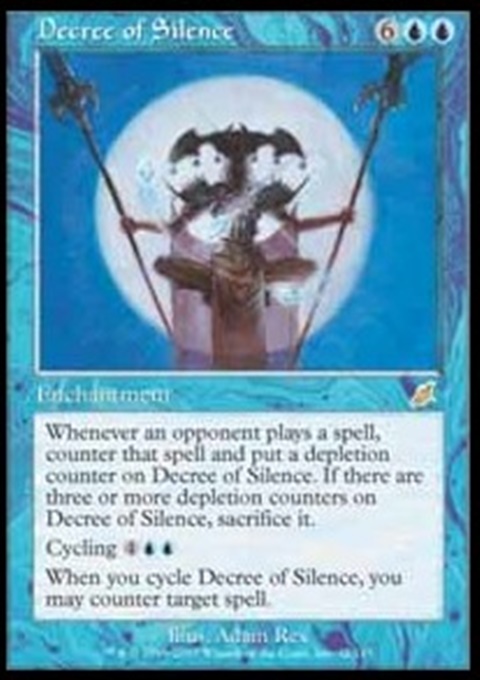 Decree of Silence 6
Enchantment
Whenever an opponent plays a spell,
counter that spell and put a depletion
counter on Decree of Silence. If there are
three or more depletion counters on
Decree of Silence, sacrifice it.
Cycling 4
When you cycle Decree of Silence, you
may counter target spell.
Illus. Adam Rex